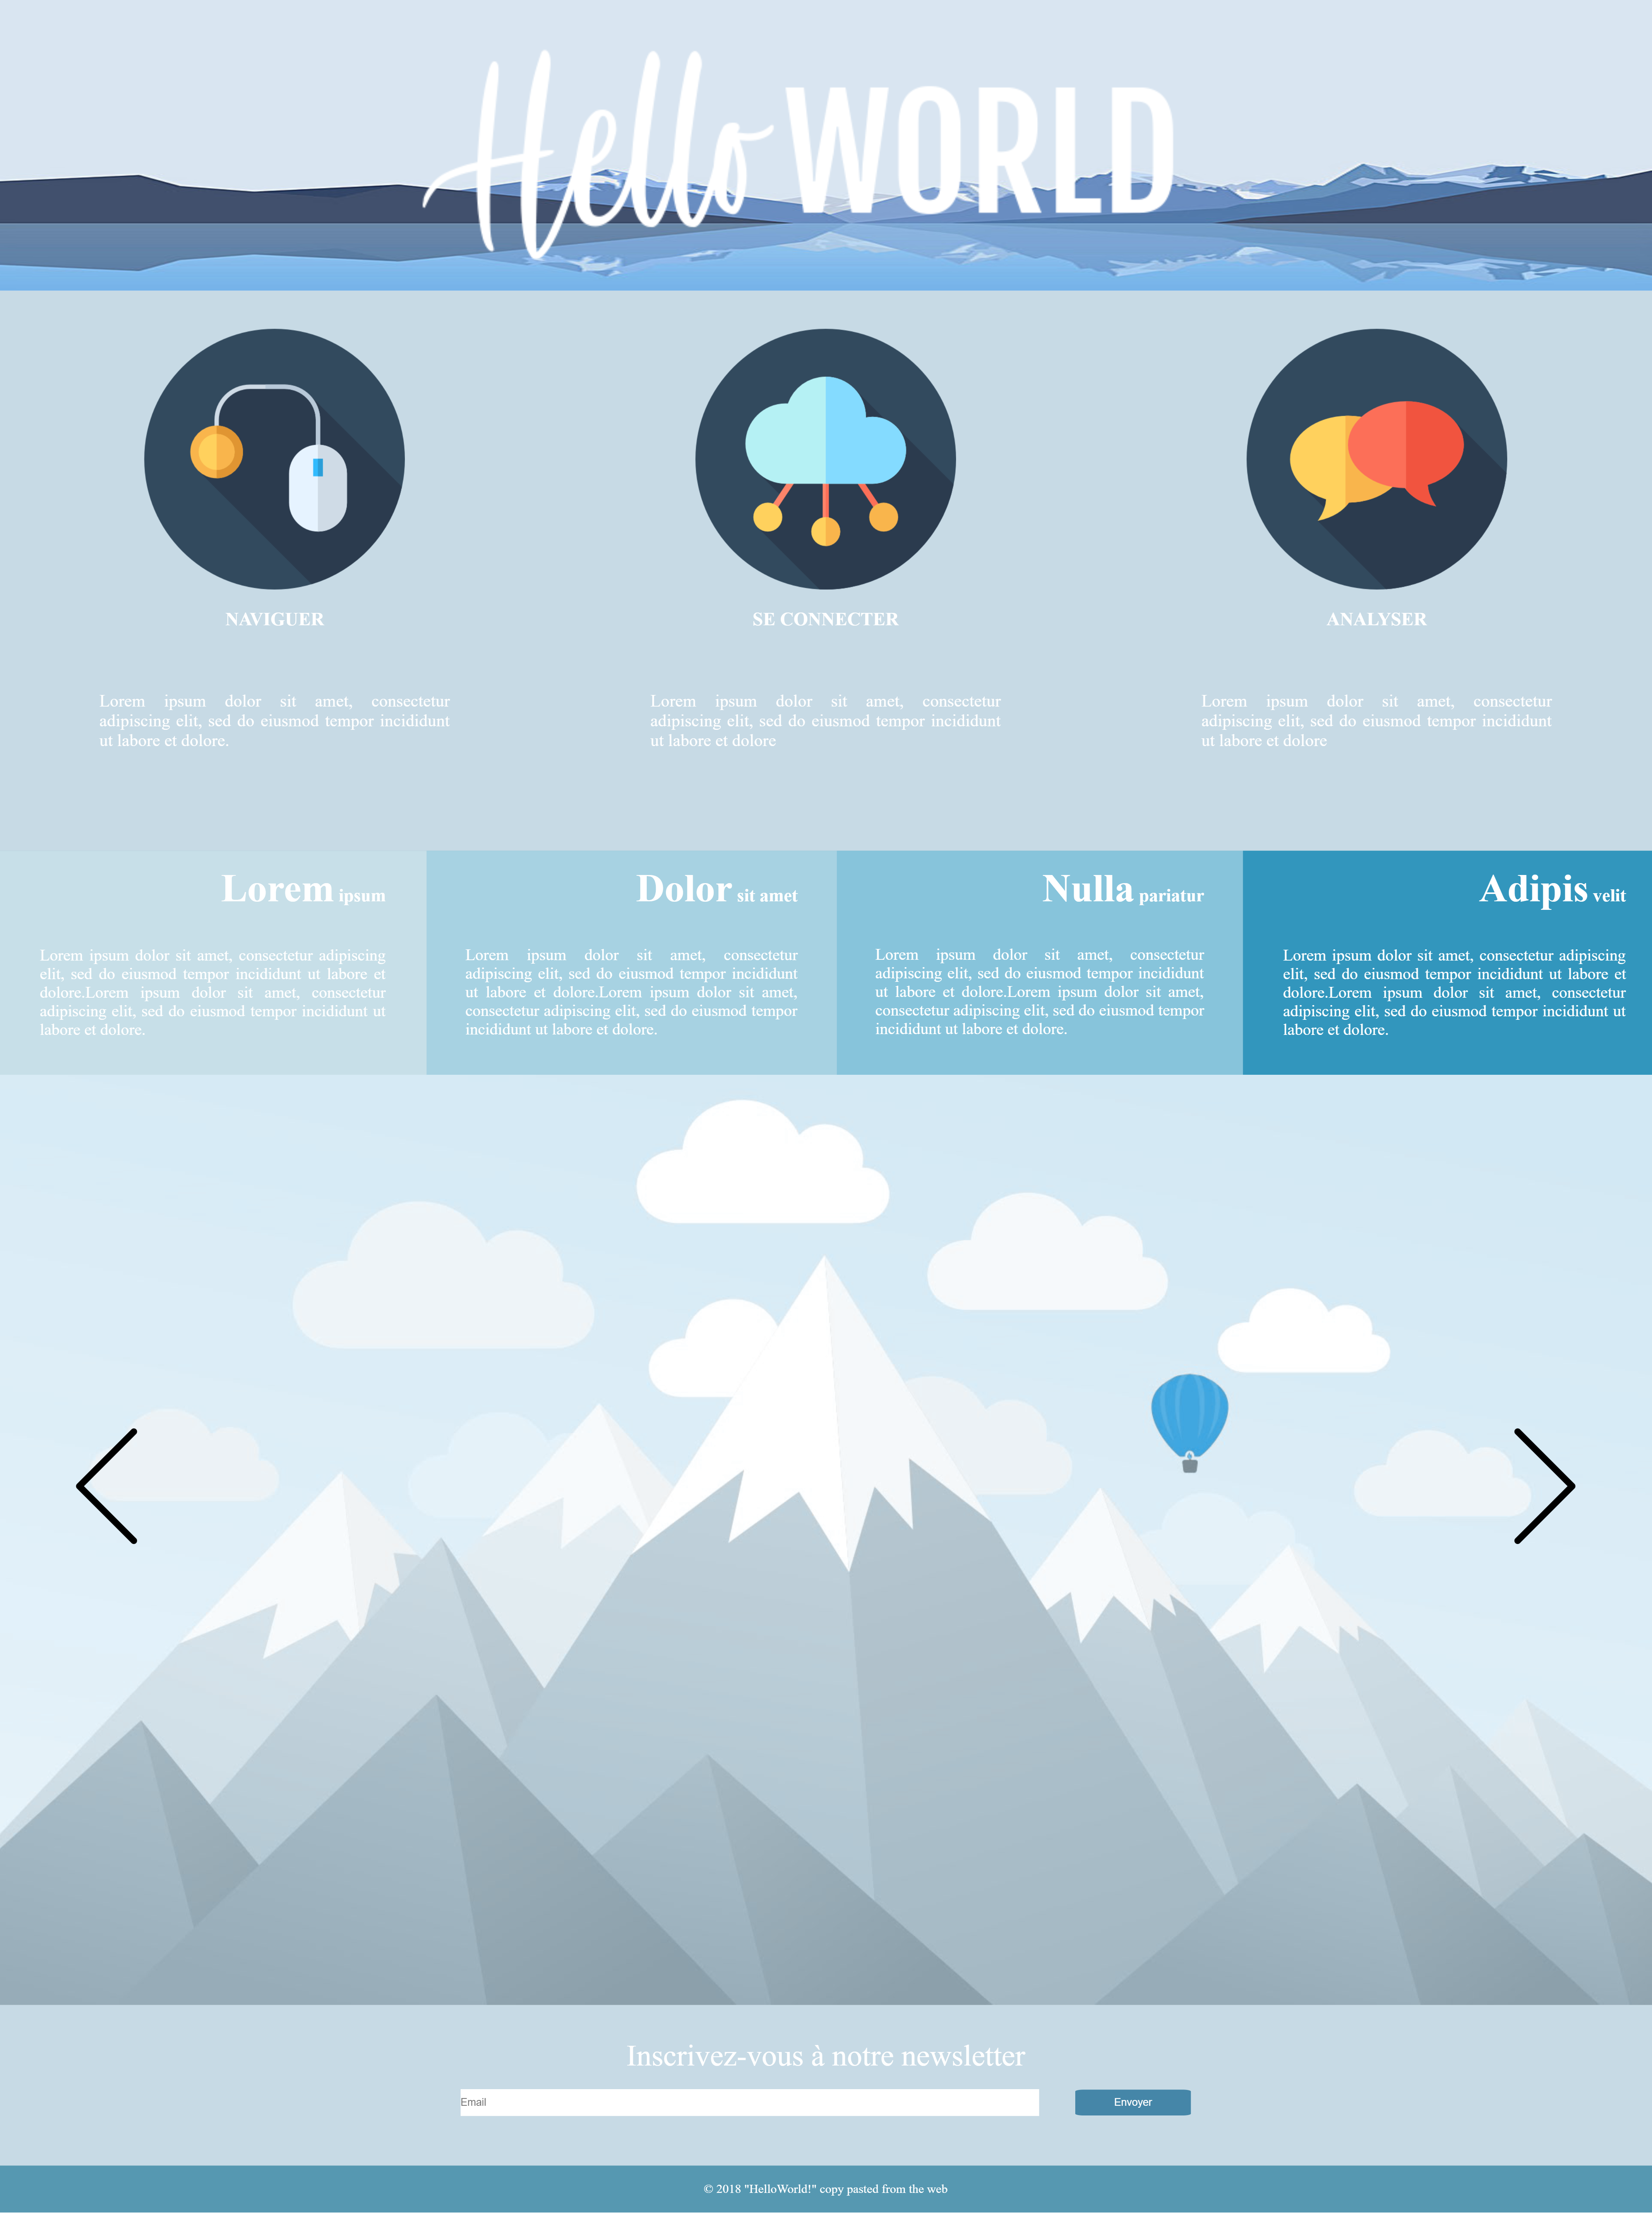 Hello WORLD
NAVIGUER
Lorem ipsum dolor sit amet, consectetur
adipiscing elit, sed do eiusmod tempor incididunt
ut labore et dolore.
SE CONNECTER
Lorem ipsum dolor sit amet, consectetur
adipiscing elit, sed do eiusmod tempor incididunt
ut labore et dolore
ANALYSER
Lorem ipsum dolor sit amet, consectetur
adipiscing elit, sed do eiusmod tempor incididunt
ut labore et dolore
Lorem ipsum
Lorem ipsum dolor sit amet, consectetur adipiscing
elit, sed do eiusmod tempor incididunt ut labore et
dolore.Lorem ipsum dolor sit amet, consectetur
adipiscing elit, sed do eiusmod tempor incididunt ut
labore et dolore.
Dolor sit amet
Lorem ipsum dolor sit amet, consectetur
adipiscing elit, sed do eiusmod tempor incididunt
ut labore et dolore.Lorem ipsum dolor sit amet,
consectetur adipiscing elit, sed do eiusmod tempor
incididunt ut labore et dolore.
Nulla pariatur
Lorem ipsum dolor sit amet, consectetur
adipiscing elit, sed do eiusmod tempor incididunt
ut labore et dolore.Lorem ipsum dolor sit amet,
consectetur adipiscing elit, sed do eiusmod tempor
incididunt ut labore et dolore.
Adipis velit
Lorem ipsum dolor sit amet, consectetur adipiscing
elit, sed do eiusmod tempor incididunt ut labore et
dolore.Lorem ipsum dolor sit amet, consectetur
adipiscing elit, sed do eiusmod tempor incididunt ut
labore et dolore.
Inscrivez-vous à notre newsletter
Email
Envoyer
© 2018 "HelloWorld!" copy pasted from the web